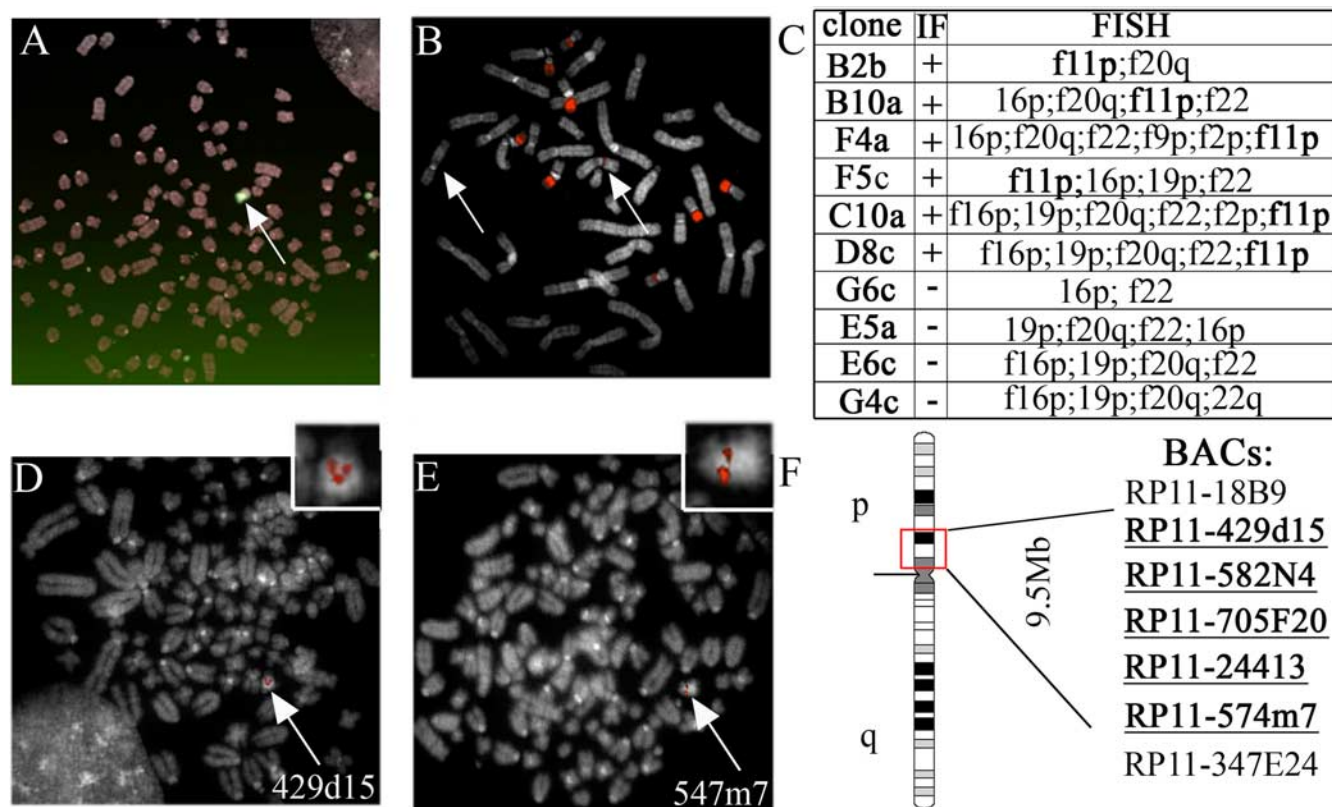 A
B
C
clone IF FISH
B2b + f11p;f20q
B10a + 16p;f20q;f11p;f22
F4a + 16p;f20q;f22;f9p;f2p;f11p
F5c + f11p;16p;19p;f22
C10a + f16p;19p;f20q;f22;f2p;f11p
D8c + f16p;19p;f20q;f22;f11p
G6c - 16p; f22
E5a - 19p;f20q;f22;16p
E6c - f16p;19p;f20q;f22
G4c - f16p;19p;f20q;22q
D
429d15
E
547m7
F
p
q
9.5Mb
BACs:
RP11-18B9
RP11-429d15
RP11-582N4
RP11-705F20
RP11-24413
RP11-574m7
RP11-347E24